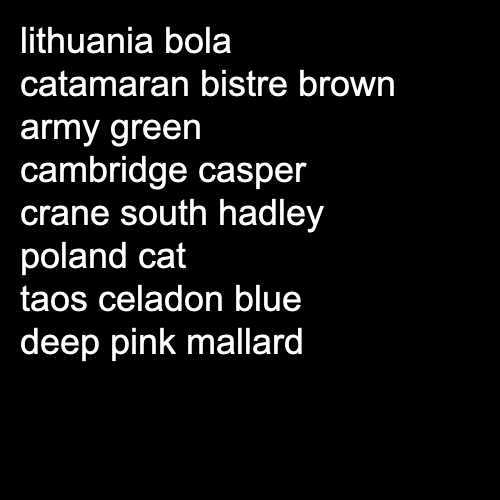 lithuania bola
catamaran bistre brown
army green
cambridge casper
crane south hadley
poland cat
taos celadon blue
deep pink mallard